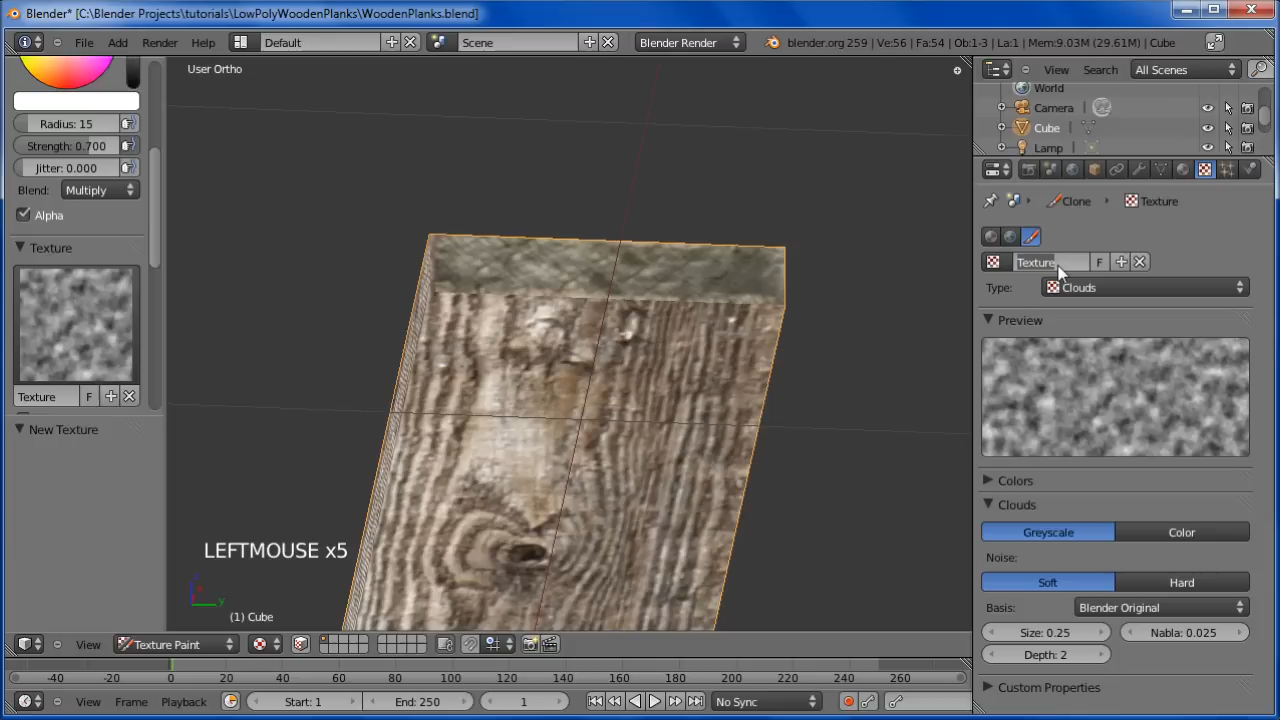 Blender* [C:\Blender Projects\tutorials\LowPolyWoodenPlanks\WoodenPlanks.blend]
File Add Render Help Default Scene Blender Render blender.org 259 | Ve:56 | Fa:54 | Ob:1-3 | La:1 | Mem:9.03M (29.61M) | Cube
View Search All Scenes
World
Camera
Cube
Lamp
Radius: 15
Strength: 0.700
Jitter: 0.000
Blend: Multiply
Alpha
Texture
Texture F
New Texture
User Ortho
LEFTMOUSE x5
(1) Cube
Clone Texture
Texture F
Type: Clouds
Preview
Colors
Clouds
Greyscale Color
Noise:
Soft Hard
Basis: Blender Original
Size: 0.25 Nabla: 0.025
Depth: 2
Custom Properties
View Texture Paint
-40 -20 0 20 40 60 80 100 120 140 160 180 200 220 240 260
View Frame Playback Start: 1 End: 250 1 No Sync